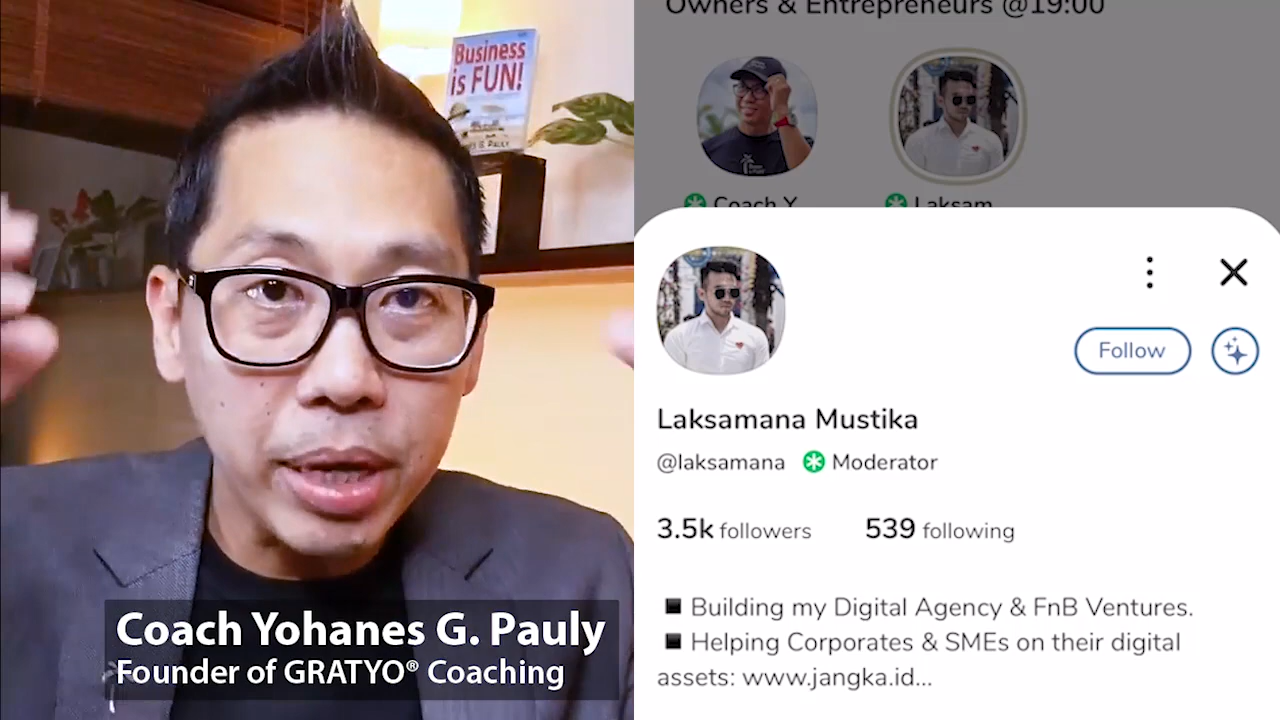 Business
is FUN!
G. PAULY
Coach Yohanes G. Pauly
Founder of GRATYO® Coaching
Owners & Entrepreneurs @19:00
Coach Y
Laksam
Follow
Laksamana Mustika
@laksamana Moderator
3.5k followers 539 following
▪ Building my Digital Agency & FnB Ventures.
▪ Helping Corporates & SMEs on their digital
assets: www.jangka.id...